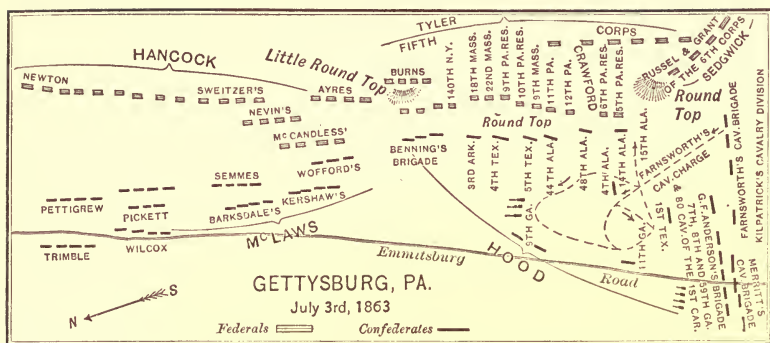 TYLER
FIFTH CORPS
HANCOCK
Little Round Top
BURNS
RUSSEL & GRANT
OF THE 6TH CORPS
SEDGWICK
NEWTON
SWEITZER'S
AYRES
NEVIN'S
McCANDLESS'
140TH N.Y.
18TH MASS.
22ND MASS.
9TH PA. RES.
10TH PA. RES.
9TH MASS.
11TH PA.
12TH PA.
CRAWFORD
6TH PA. RES.
5TH PA. RES.
Round Top
Round
Top
BENNING'S
BRIGADE
3RD ARK.
4TH TEX.
5TH TEX.
44TH ALA.
48TH ALA.
4TH ALA.
14TH ALA.
15TH ALA.
FARNSWORTH'S
CAV. CHARGE
FARNSWORTH'S CAV. BRIGADE
KILPATRICK'S CAVALRY DIVISION
SEMMES
WOFFORD'S
PETTIGREW
PICKETT
BARKSDALE'S
KERSHAW'S
TRIMBLE
WILCOX
McLAWS
9TH GA.
11TH GA.
1ST TEX.
G.F. ANDERSON'S BRIGADE
7TH, 8TH AND 59TH GA.
& 80 CAV. OF THE 1ST CAR.
MERRITT'S
CAV. BRIGADE
Emmitsburg Road
HOOD
GETTYSBURG, PA.
July 3rd, 1863
N S
Federals Confederates